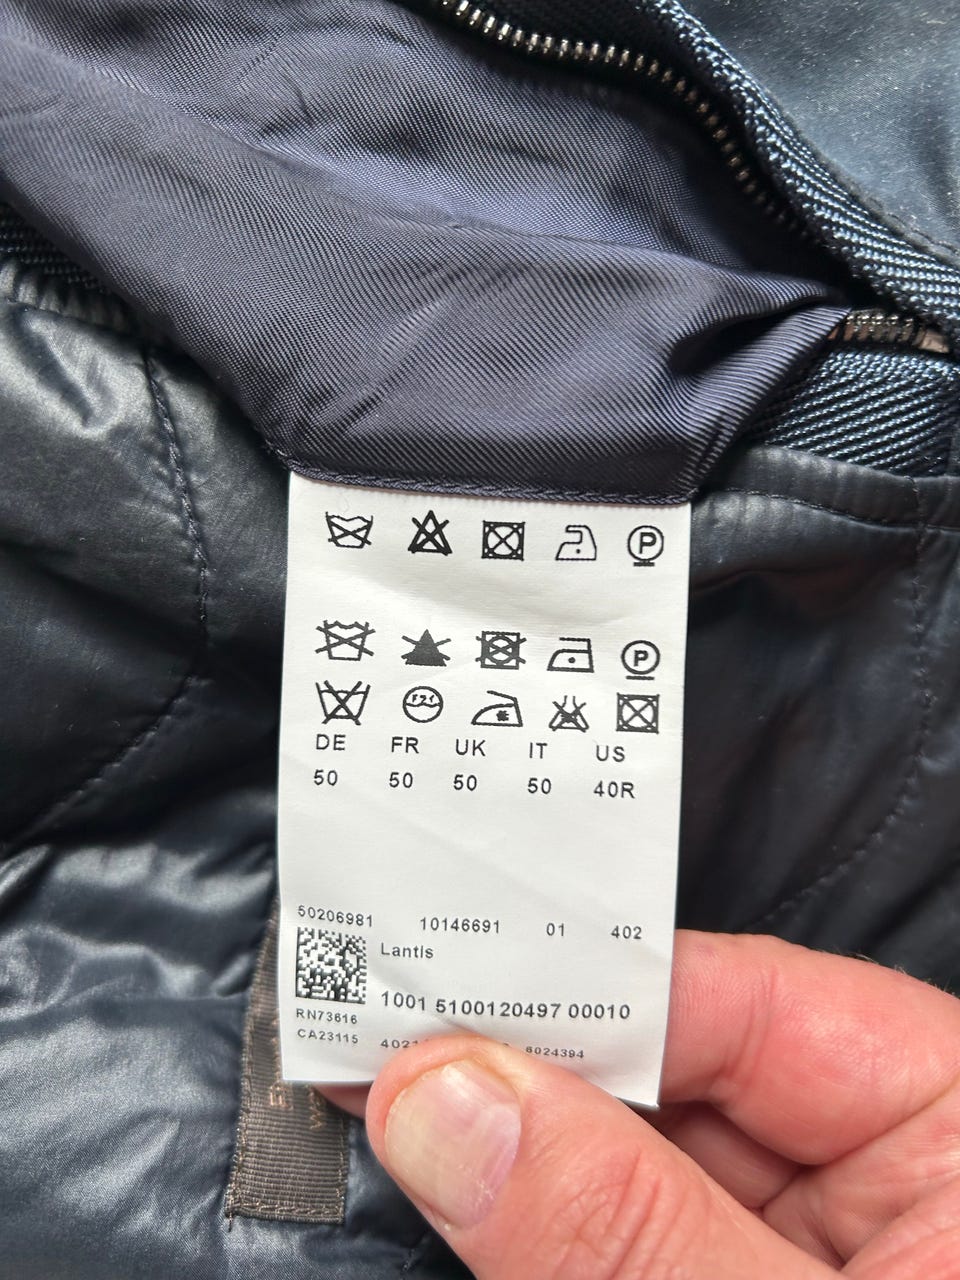 P
P
DE FR UK IT US
50 50 50 50 40R
50206981 10146691 01 402
Lantis
1001 5100120497 00010
RN73616
CA23115 6024394